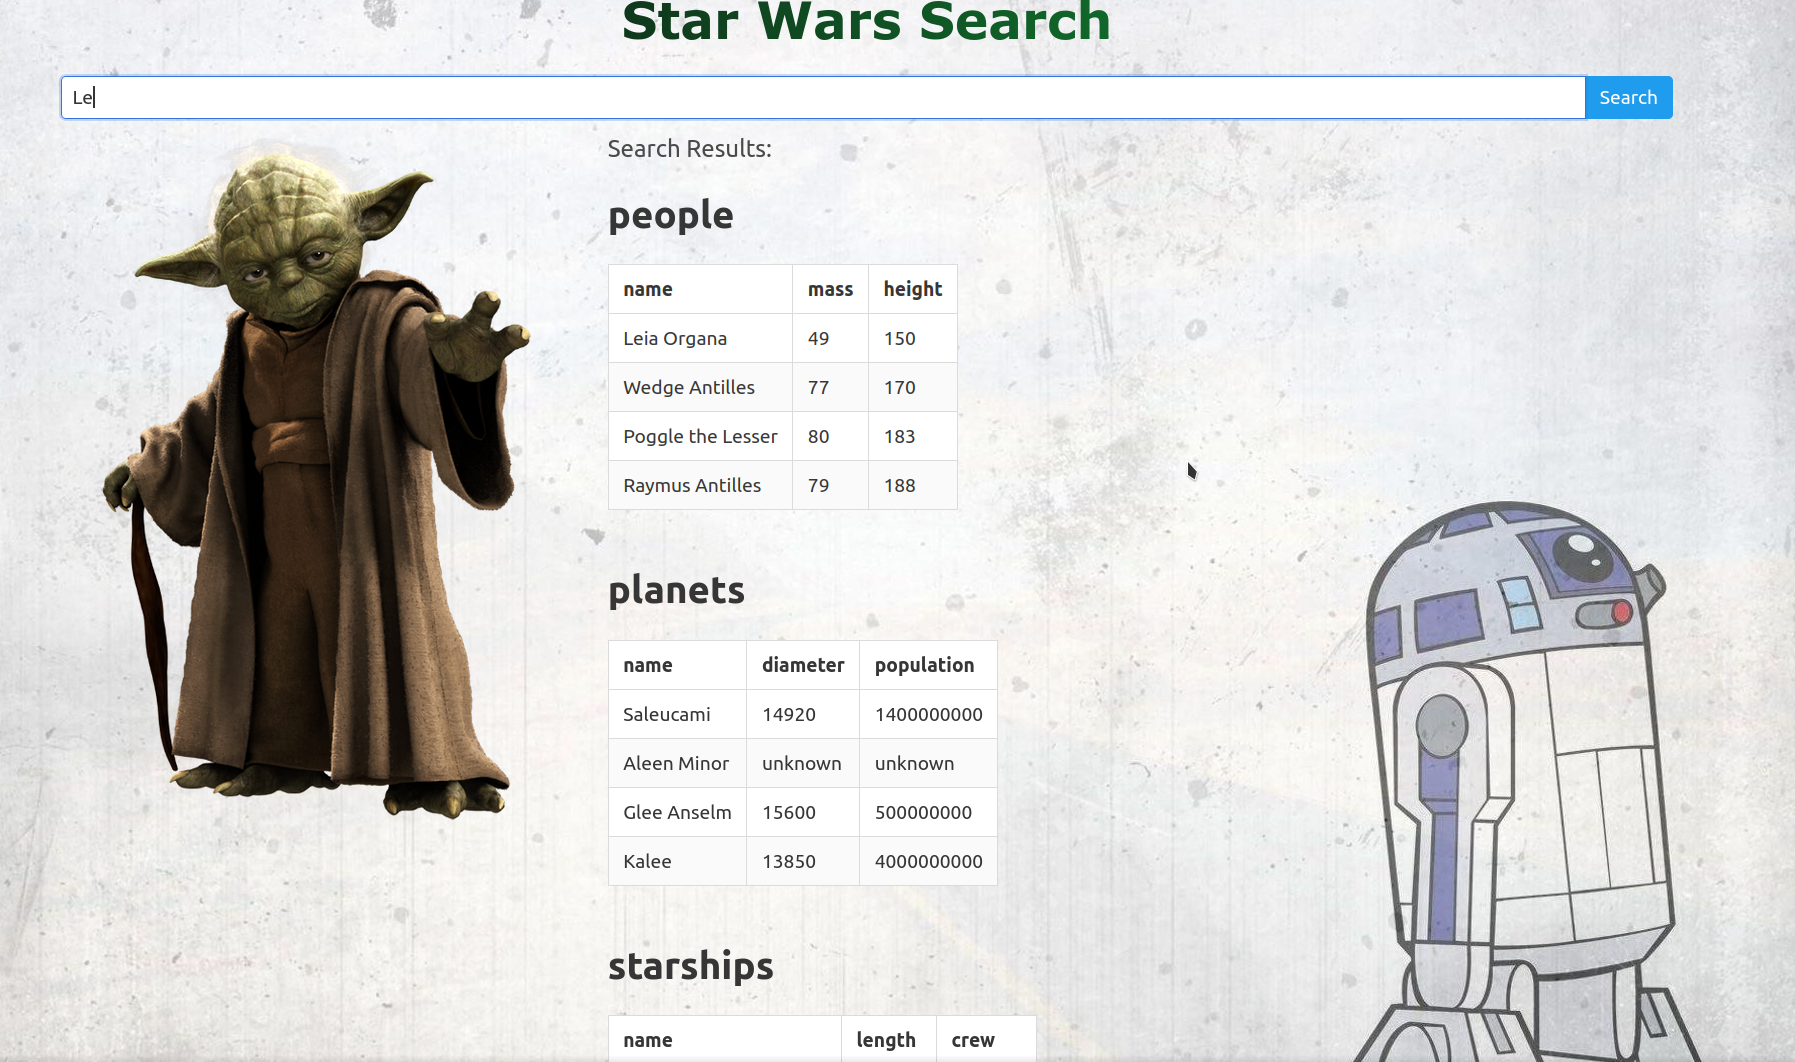 Star Wars Search
Le
Search
Search Results:
people
name mass height
Leia Organa 49 150
Wedge Antilles 77 170
Poggle the Lesser 80 183
Raymus Antilles 79 188
planets
name diameter population
Saleucami 14920 1400000000
Aleen Minor unknown unknown
Glee Anselm 15600 500000000
Kalee 13850 4000000000
starships
name length crew